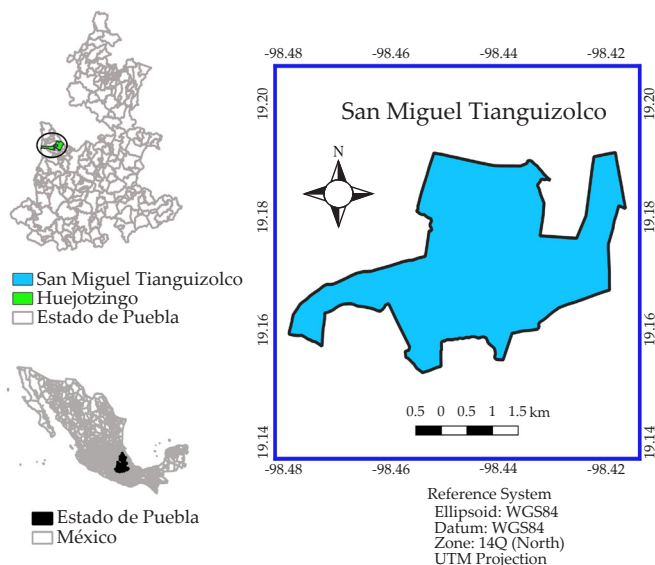 San Miguel Tianguizolco
Huejotzingo
Estado de Puebla
Estado de Puebla
México
-98.48 -98.46 -98.44 -98.42
19.20
19.18
19.16
19.14
San Miguel Tianguizolco
N
0.5 0 0.5 1 1.5 km
19.20
19.18
19.16
19.14
-98.48 -98.46 -98.44 -98.42
Reference System
Ellipsoid: WGS84
Datum: WGS84
Zone: 14Q (North)
UTM Projection